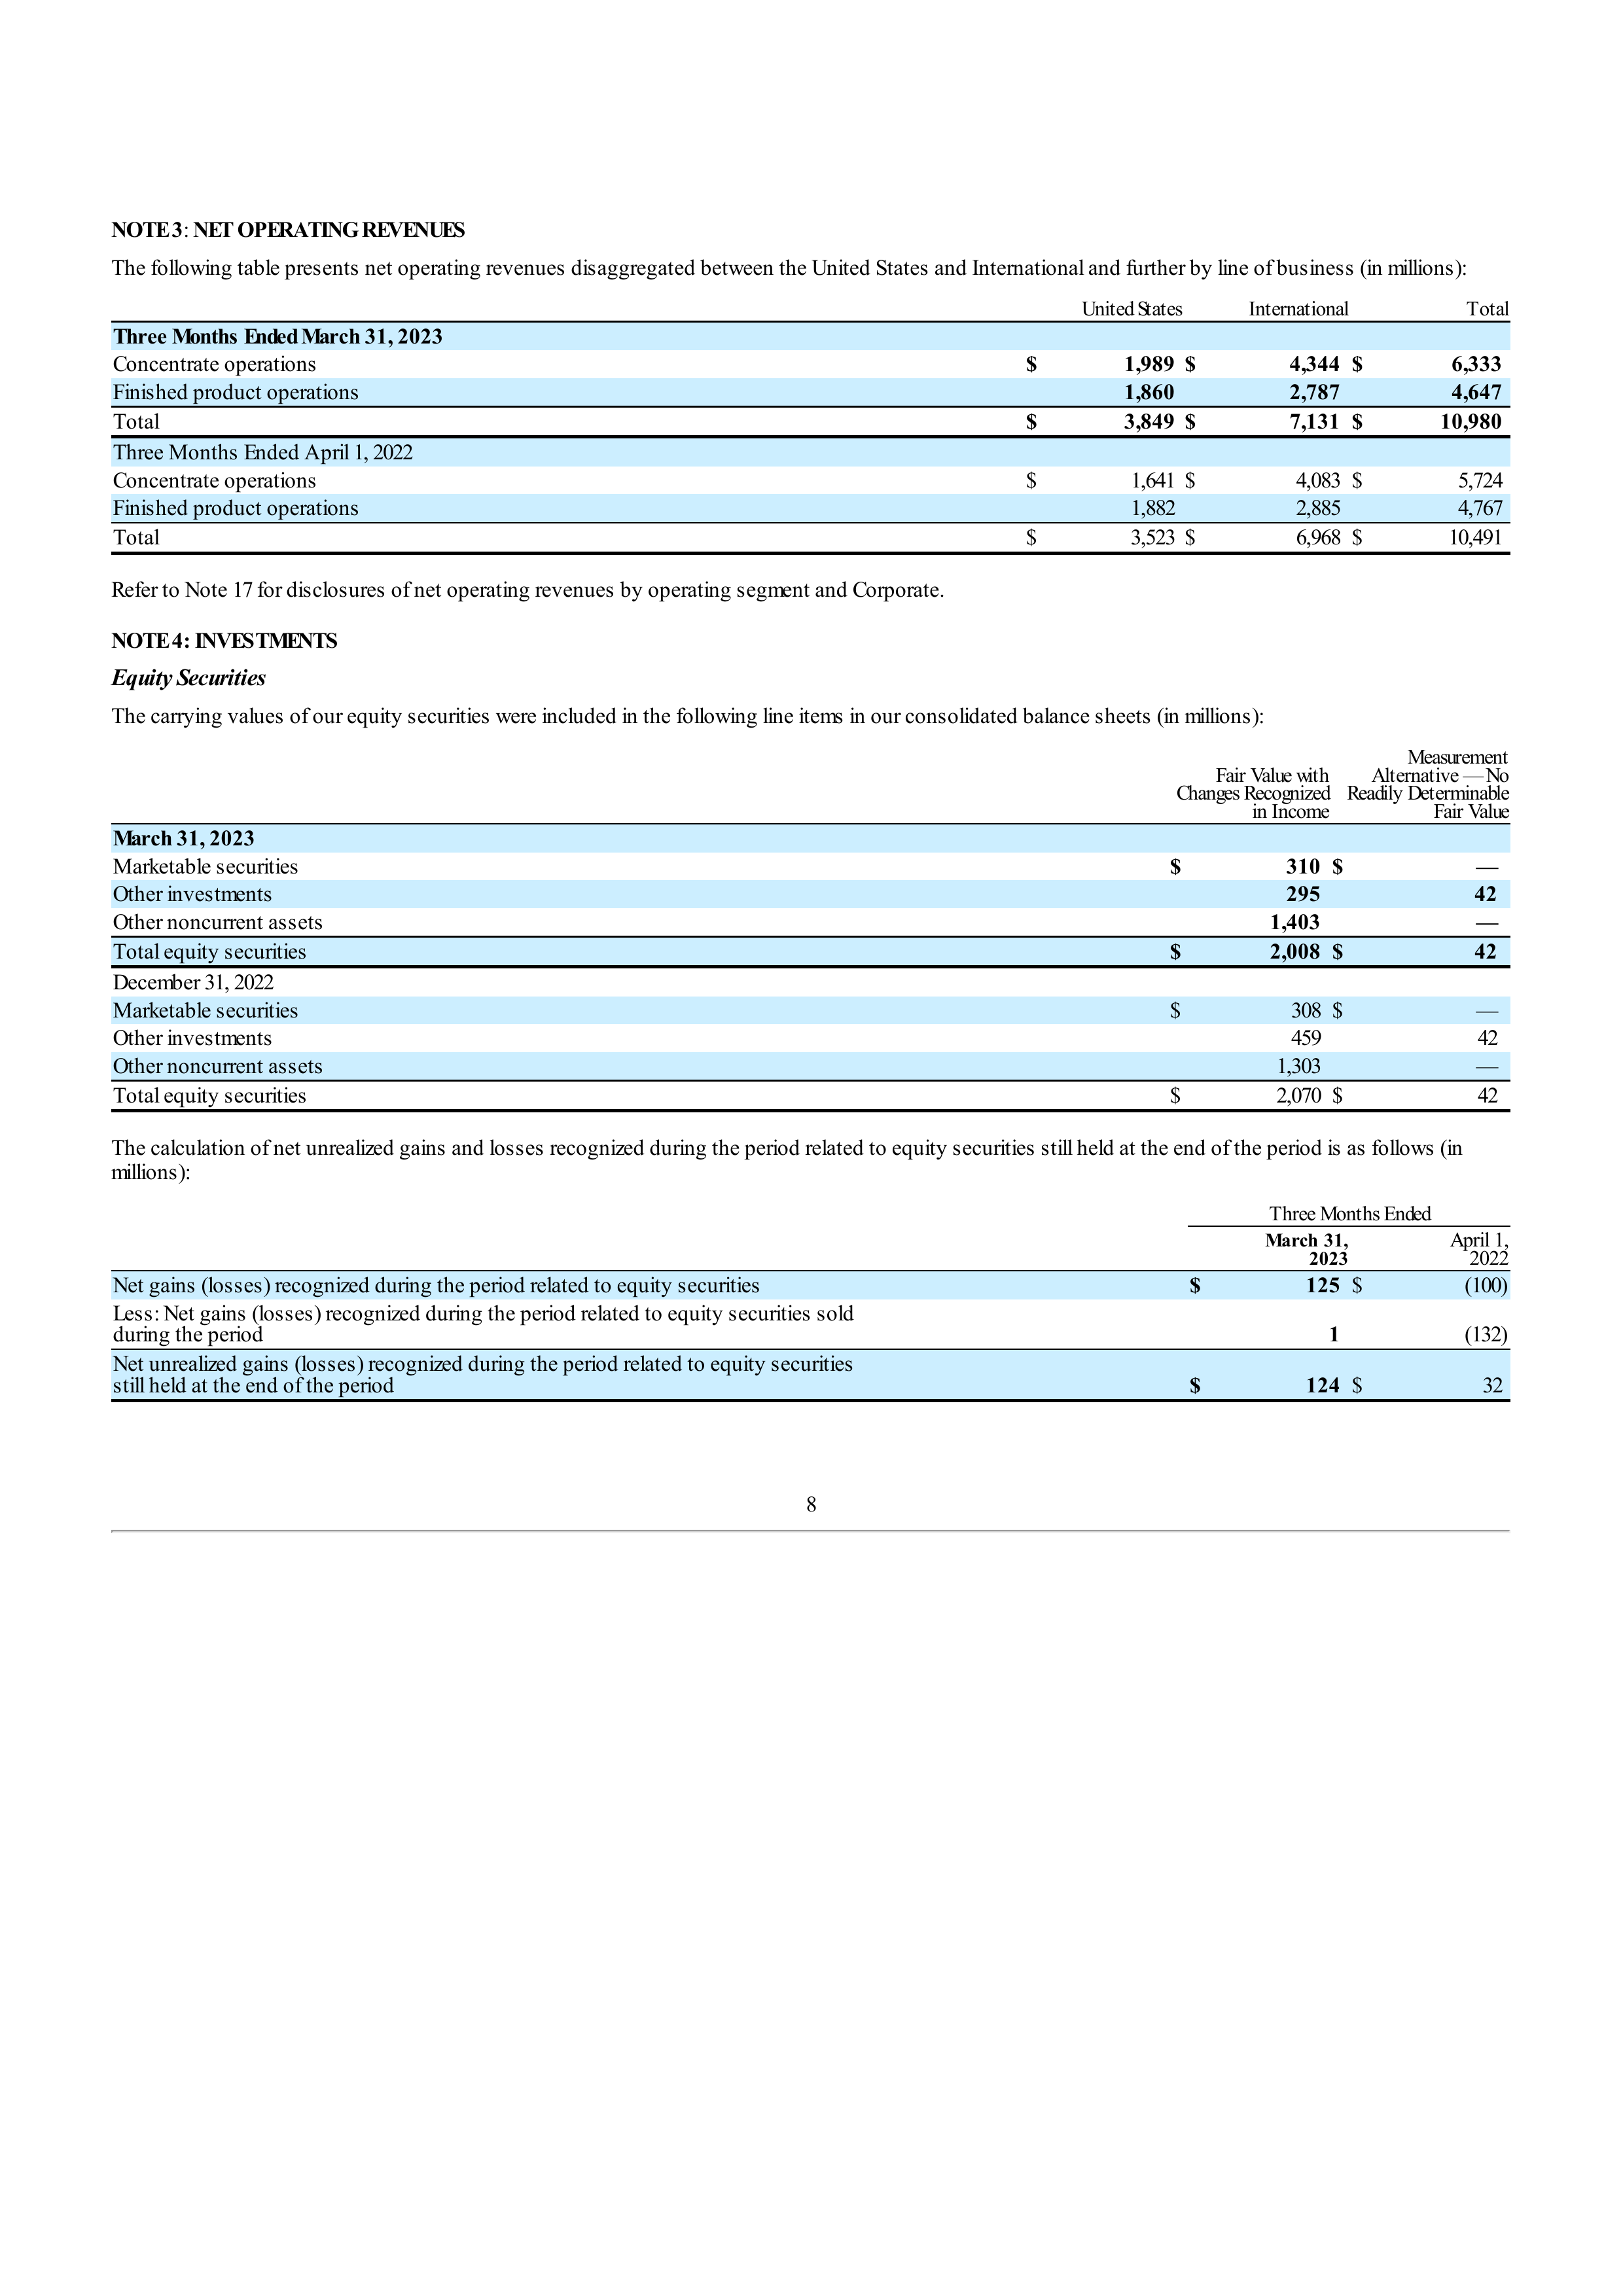 NOTE 3: NET OPERATING REVENUES
The following table presents net operating revenues disaggregated between the United States and International and further by line of business (in millions):
United States International Total
Three Months Ended March 31, 2023
Concentrate operations $ 1,989 $ 4,344 $ 6,333
Finished product operations 1,860 2,787 4,647
Total $ 3,849 $ 7,131 $ 10,980
Three Months Ended April 1, 2022
Concentrate operations $ 1,641 $ 4,083 $ 5,724
Finished product operations 1,882 2,885 4,767
Total $ 3,523 $ 6,968 $ 10,491
Refer to Note 17 for disclosures of net operating revenues by operating segment and Corporate.
NOTE 4: INVESTMENTS
Equity Securities
The carrying values of our equity securities were included in the following line items in our consolidated balance sheets (in millions):
Measurement
Fair Value with Alternative — No
Changes Recognized Readily Determinable
in Income Fair Value
March 31, 2023
Marketable securities $ 310 $ —
Other investments 295 42
Other noncurrent assets 1,403 —
Total equity securities $ 2,008 $ 42
December 31, 2022
Marketable securities $ 308 $ —
Other investments 459 42
Other noncurrent assets 1,303 —
Total equity securities $ 2,070 $ 42
The calculation of net unrealized gains and losses recognized during the period related to equity securities still held at the end of the period is as follows (in
millions):
Three Months Ended
March 31, April 1,
2023 2022
Net gains (losses) recognized during the period related to equity securities $ 125 $ (100)
Less: Net gains (losses) recognized during the period related to equity securities sold
during the period 1 (132)
Net unrealized gains (losses) recognized during the period related to equity securities
still held at the end of the period $ 124 $ 32
8